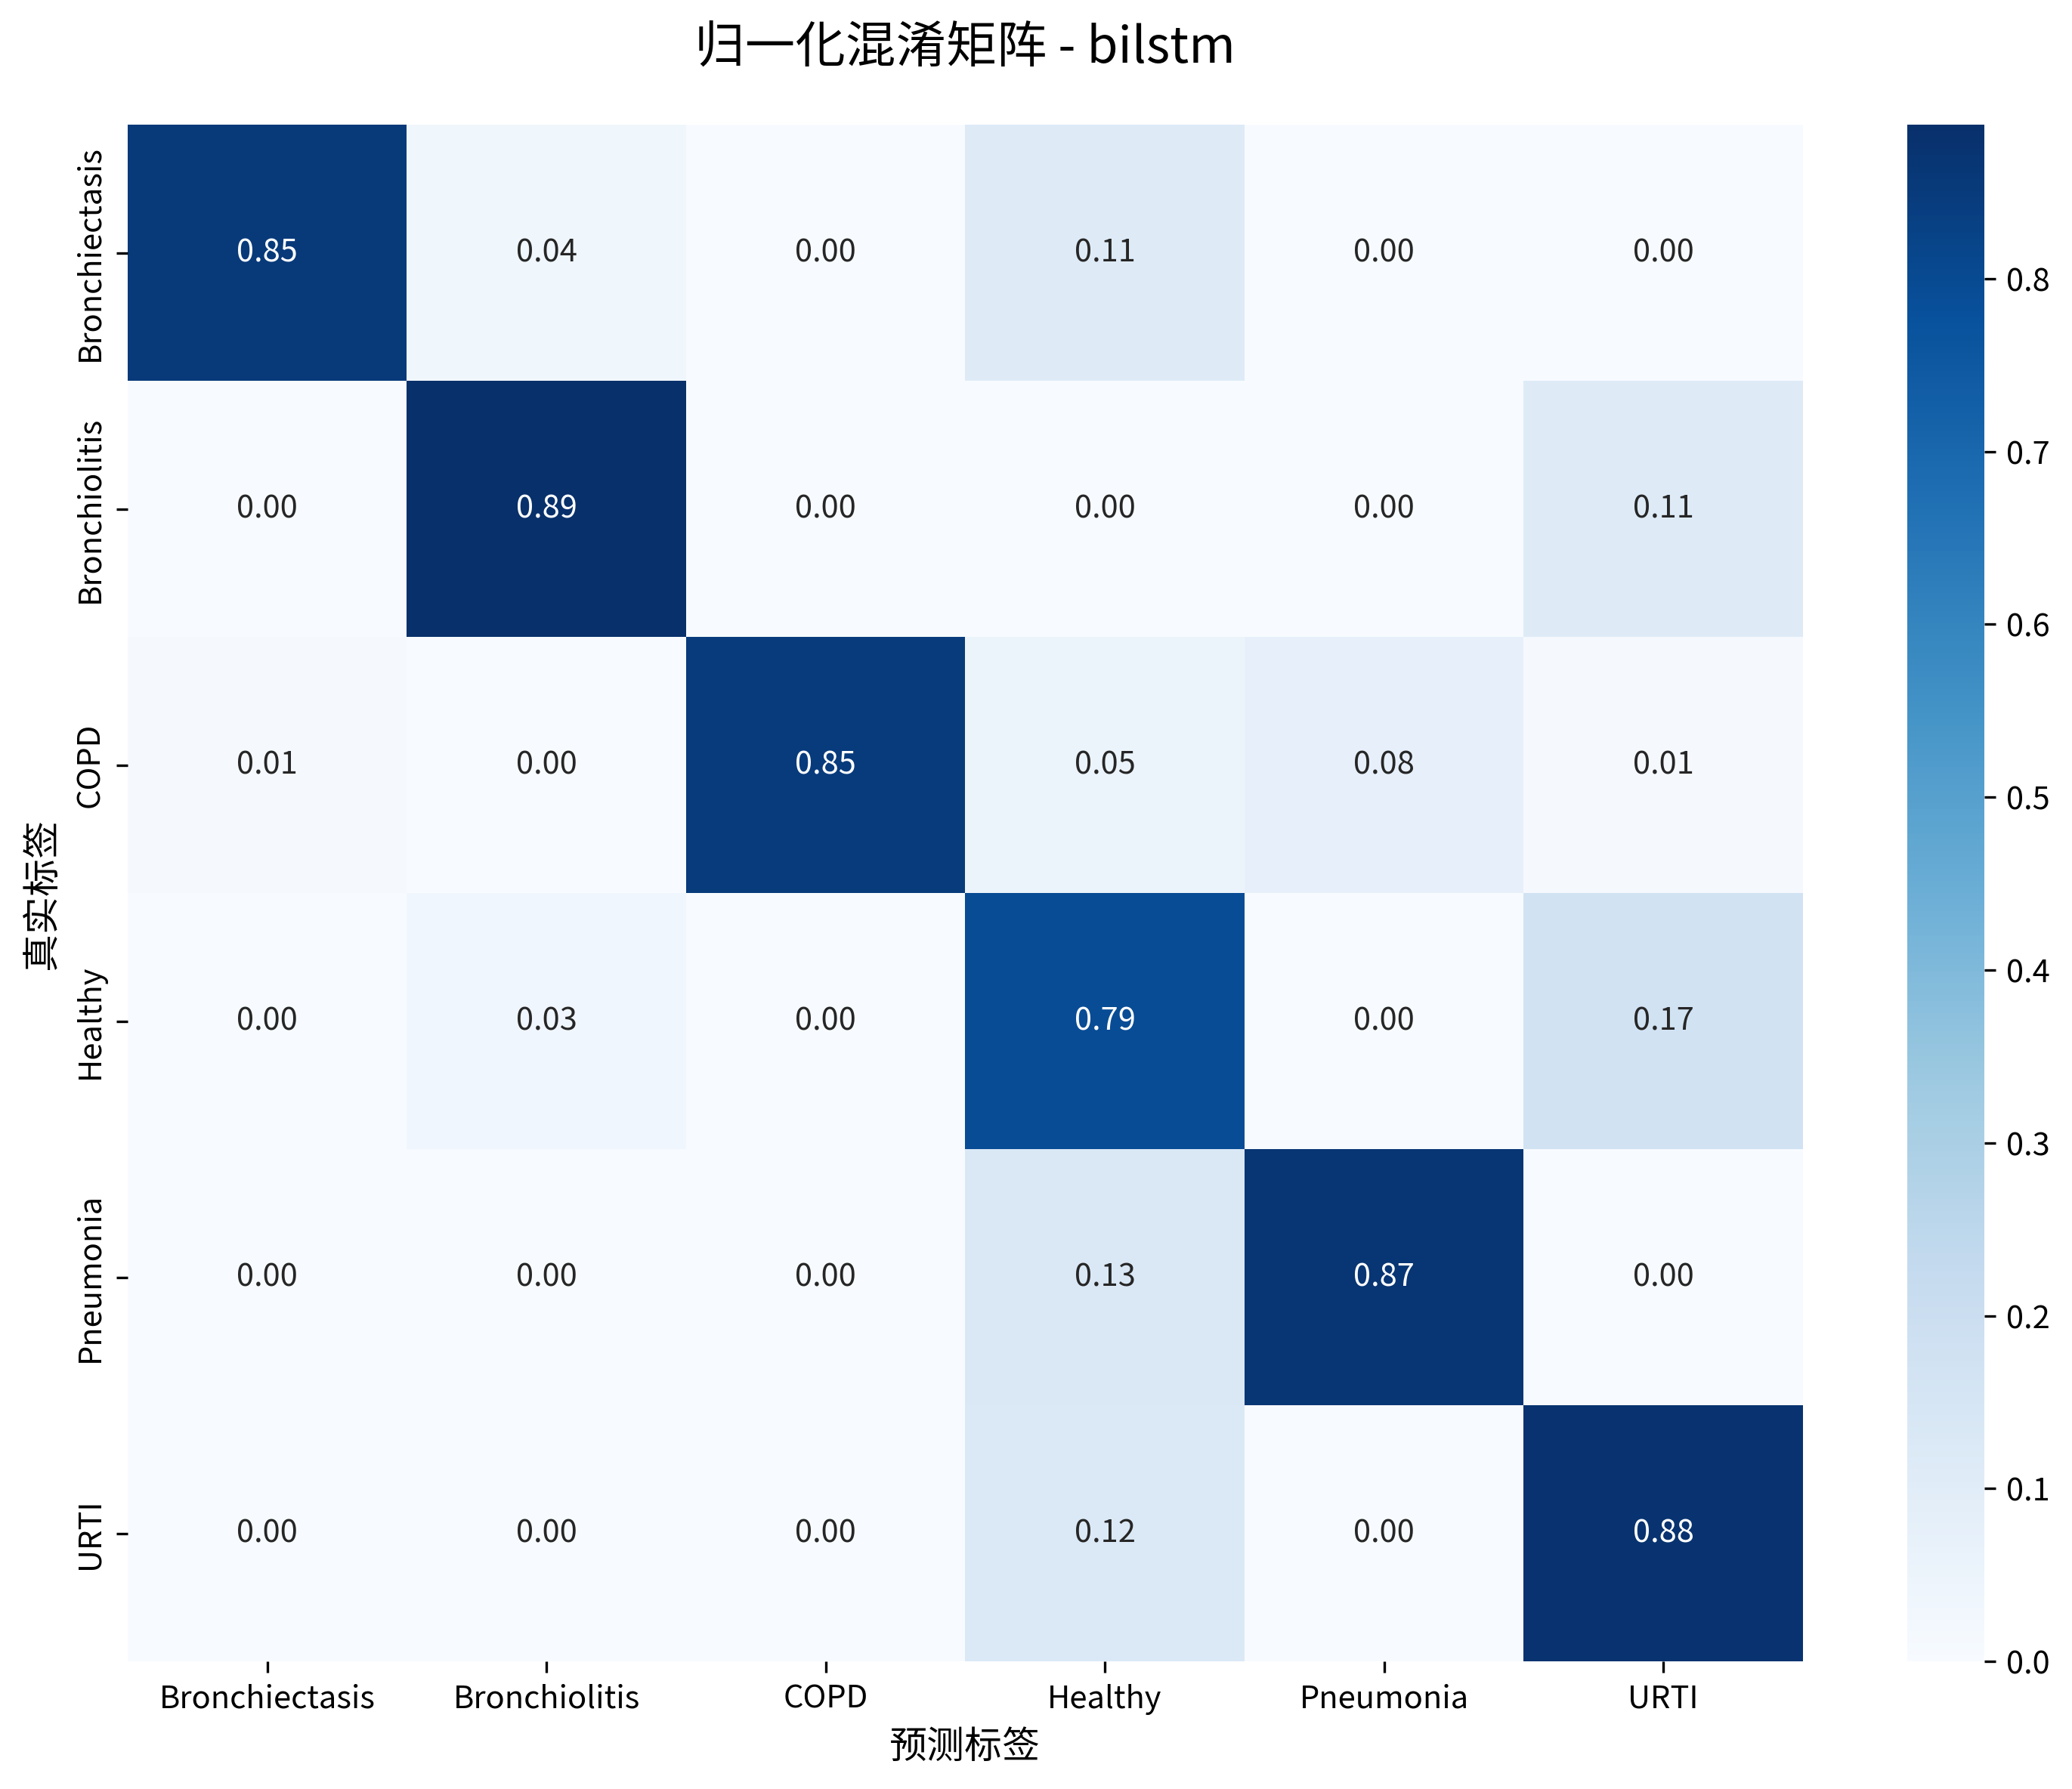 归一化混淆矩阵 - bilstm
真实标签
Bronchiectasis 0.85 0.04 0.00 0.11 0.00 0.00
Bronchiolitis 0.00 0.89 0.00 0.00 0.00 0.11
COPD 0.01 0.00 0.85 0.05 0.08 0.01
Healthy 0.00 0.03 0.00 0.79 0.00 0.17
Pneumonia 0.00 0.00 0.00 0.13 0.87 0.00
URTI 0.00 0.00 0.00 0.12 0.00 0.88
Bronchiectasis Bronchiolitis COPD Healthy Pneumonia URTI
预测标签
0.8
0.7
0.6
0.5
0.4
0.3
0.2
0.1
0.0